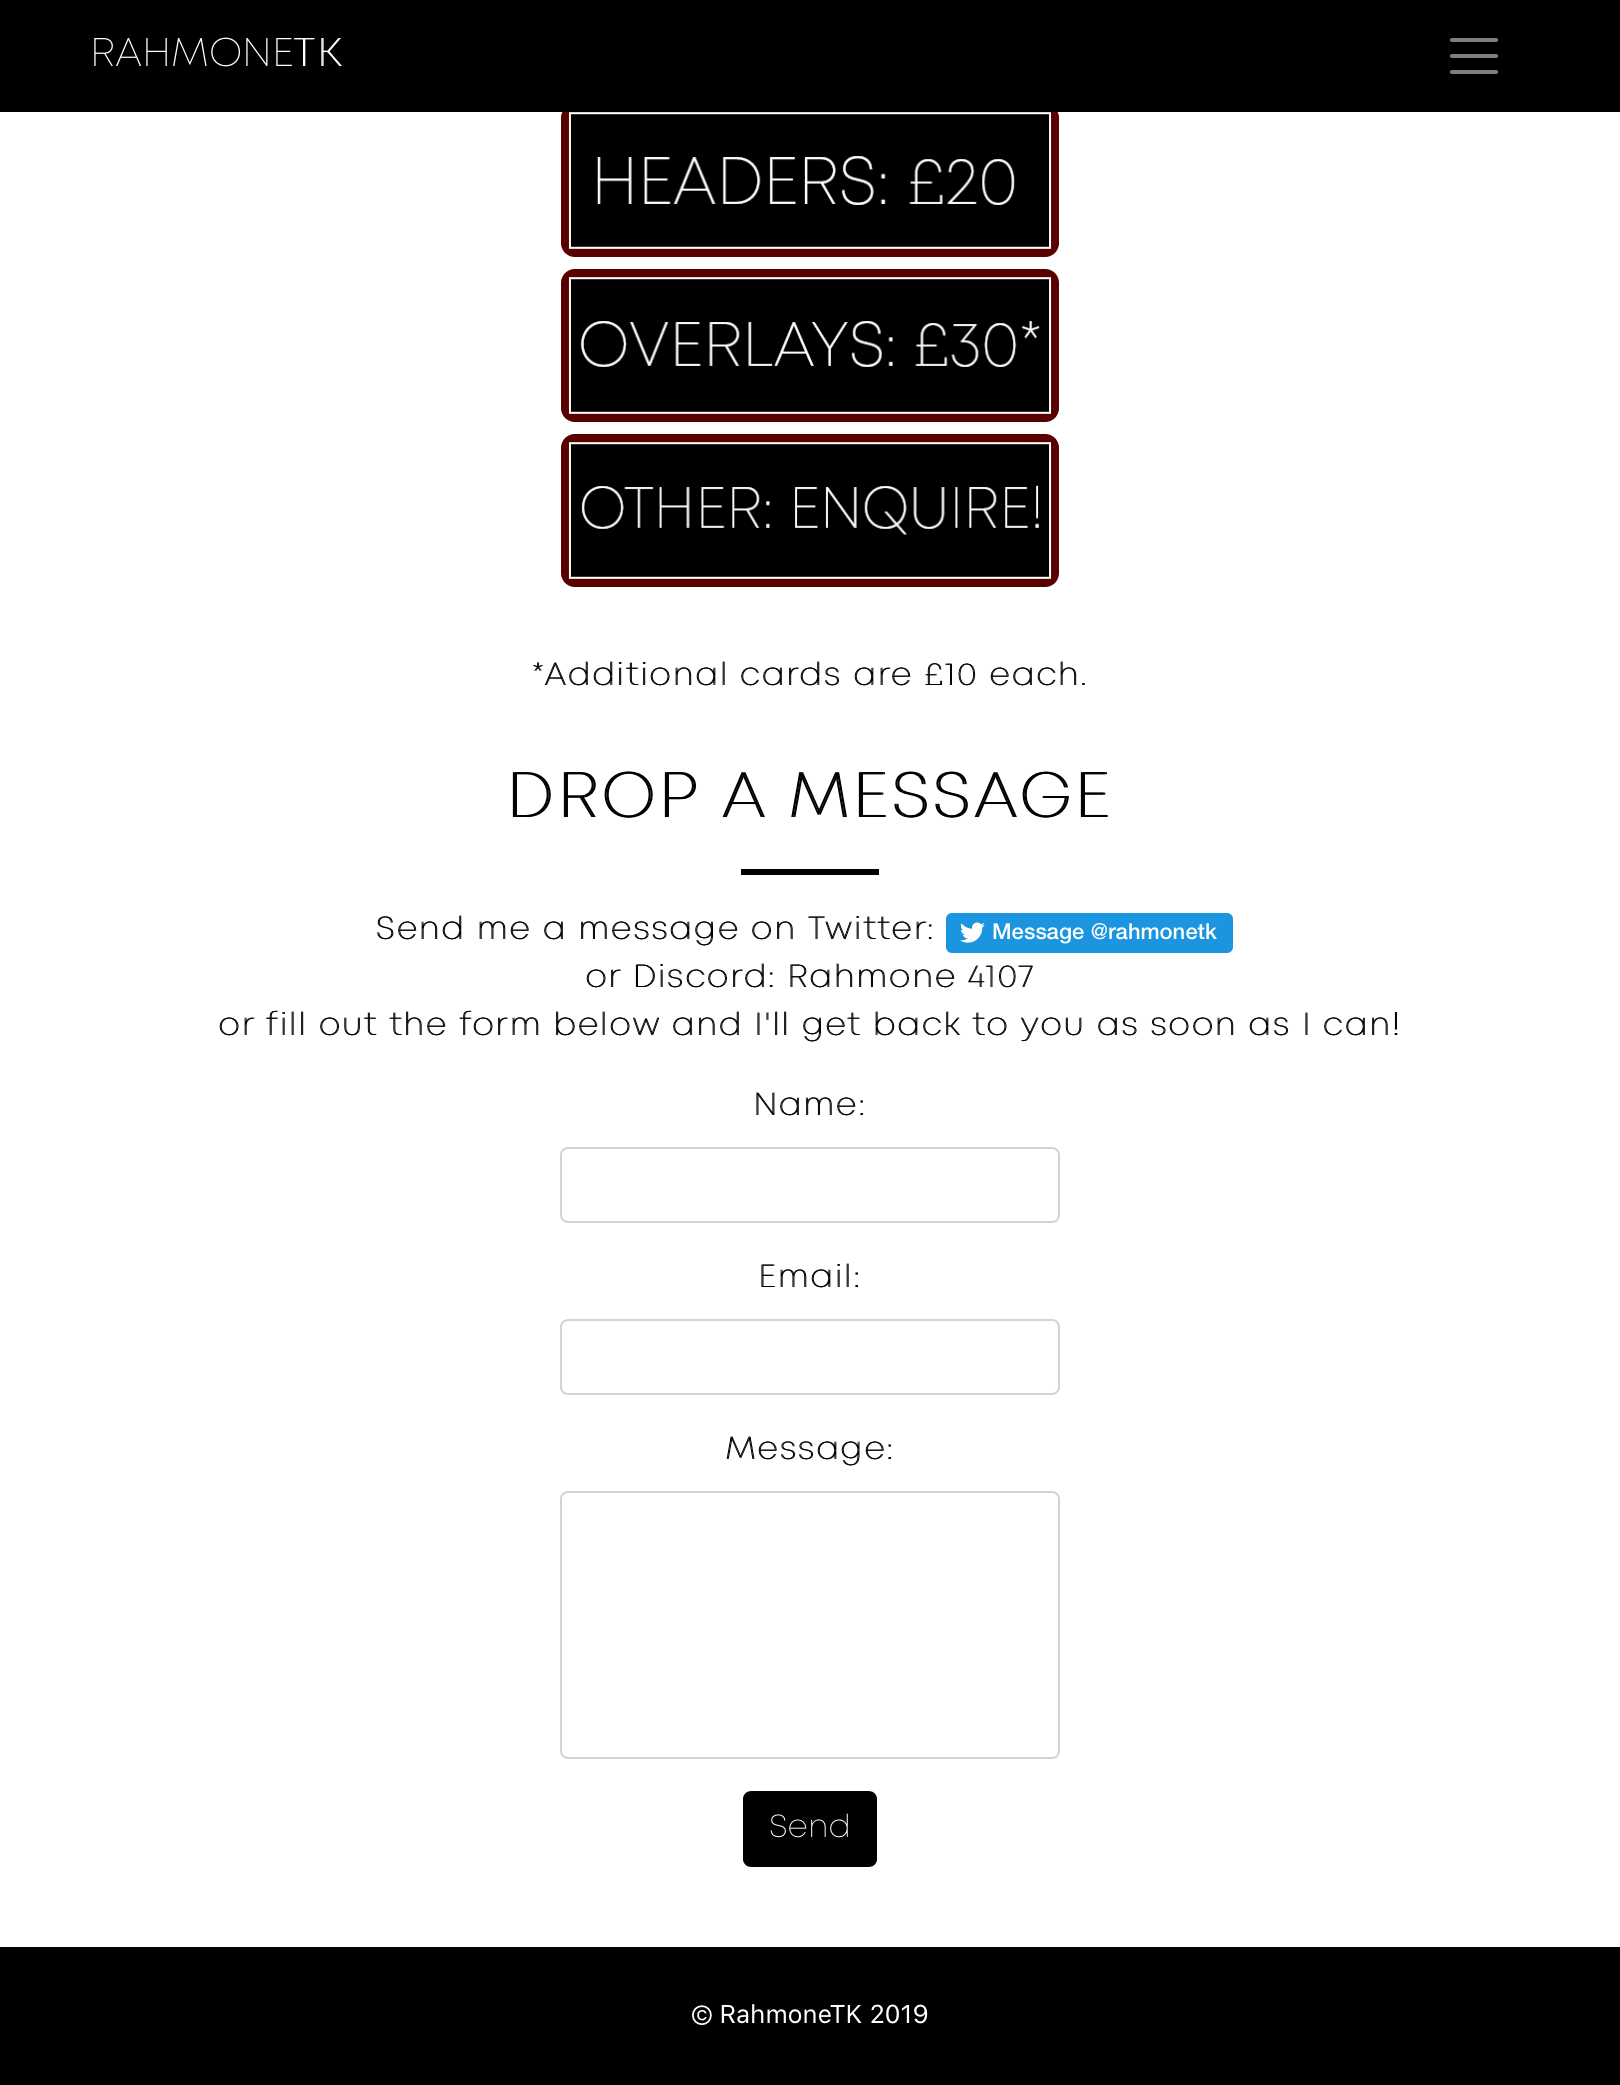 RAHMONETK
HEADERS: £20
OVERLAYS: £30*
OTHER: ENQUIRE!
*Additional cards are £10 each.
DROP A MESSAGE
Send me a message on Twitter: Message @rahmonetk
or Discord: Rahmone 4107
or fill out the form below and I'll get back to you as soon as I can!
Name:
Email:
Message:
Send
© RahmoneTK 2019